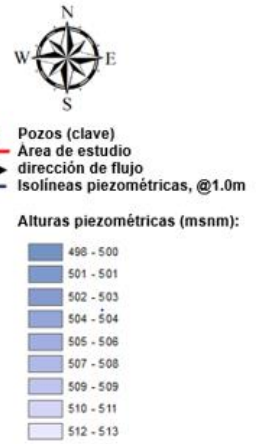 N
W E
S
Pozos (clave)
Área de estudio
dirección de flujo
Isolíneas piezométricas, @1.0m
Alturas piezométricas (msnm):
498 - 500
501 - 501
502 - 503
504 - 504
505 - 506
507 - 508
509 - 509
510 - 511
512 - 513